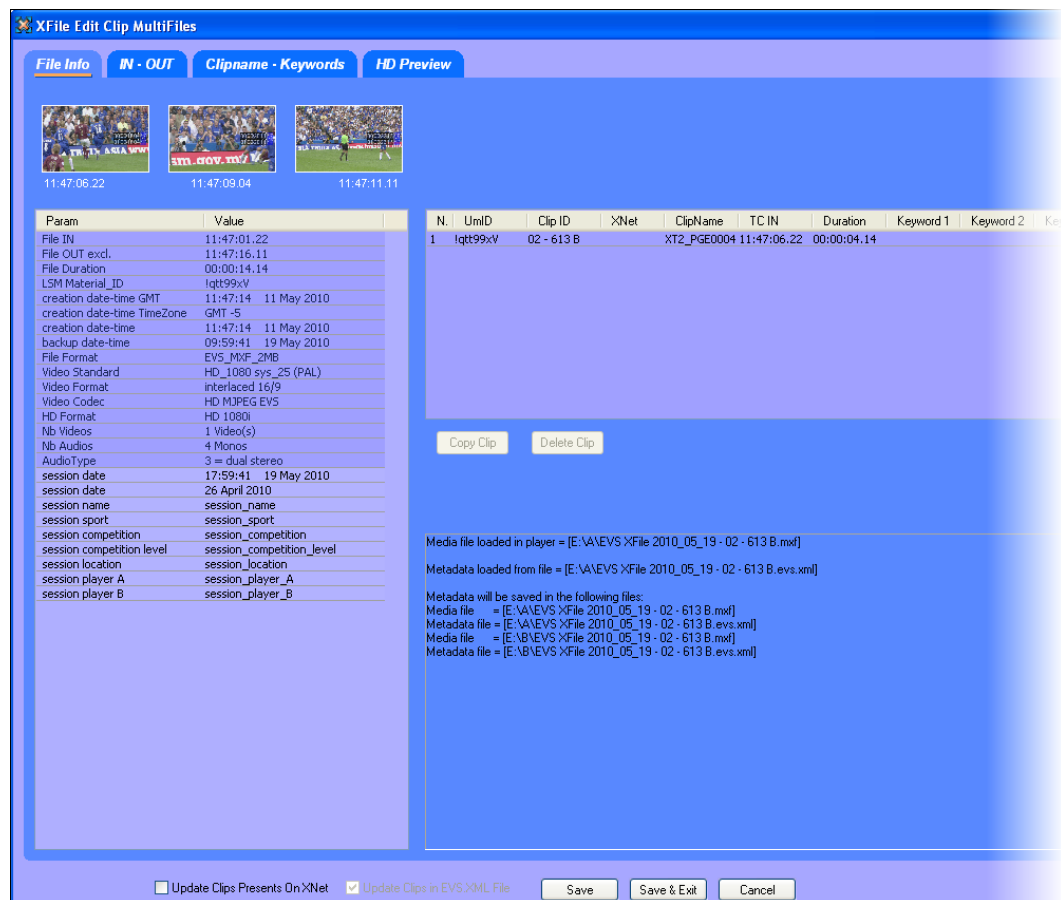 XFile Edit Clip MultiFiles
File Info IN - OUT Clipname - Keywords HD Preview
11:47:06.22 11:47:09.04 11:47:11.11
Param Value
File IN 11:47:01.22
File OUT excl. 11:47:16.11
File Duration 00:00:14.14
LSM Material_ID !qtt99xV
creation date-time GMT 11:47:14 11 May 2010
creation date-time TimeZone GMT -5
creation date-time 11:47:14 11 May 2010
backup date-time 09:59:41 19 May 2010
File Format EVS_MXF_2MB
Video Standard HD_1080 sys_25 (PAL)
Video Format interlaced 16/9
Video Codec HD MJPEG EVS
HD Format HD 1080i
Nb Videos 1 Video(s)
Nb Audios 4 Monos
AudioType 3 = dual stereo
session date 17:59:41 19 May 2010
session date 26 April 2010
session name session_name
session sport session_sport
session competition session_competition
session competition level session_competition_level
session location session_location
session player A session_player_A
session player B session_player_B
N. UmID Clip ID XNet ClipName TC IN Duration Keyword 1 Keyword 2
1 !qtt99xV 02 - 613 B XT2_PGE0004 11:47:06.22 00:00:04.14
Copy Clip Delete Clip
Media file loaded in player = [E:\A\EVS XFile 2010_05_19 - 02 - 613 B.mxf]
Metadata loaded from file = [E:\A\EVS XFile 2010_05_19 - 02 - 613 B.evs.xml]
Metadata will be saved in the following files:
Media file = [E:\A\EVS XFile 2010_05_19 - 02 - 613 B.mxf]
Metadata file = [E:\A\EVS XFile 2010_05_19 - 02 - 613 B.evs.xml]
Media file = [E:\B\EVS XFile 2010_05_19 - 02 - 613 B.mxf]
Metadata file = [E:\B\EVS XFile 2010_05_19 - 02 - 613 B.evs.xml]
Update Clips Presents On XNet Update Clips in EVS XML File Save Save & Exit Cancel